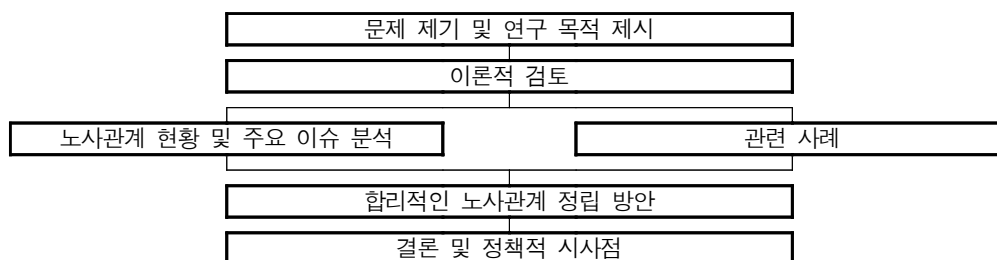 문제 제기 및 연구 목적 제시
이론적 검토
노사관계 현황 및 주요 이슈 분석
관련 사례
합리적인 노사관계 정립 방안
결론 및 정책적 시사점